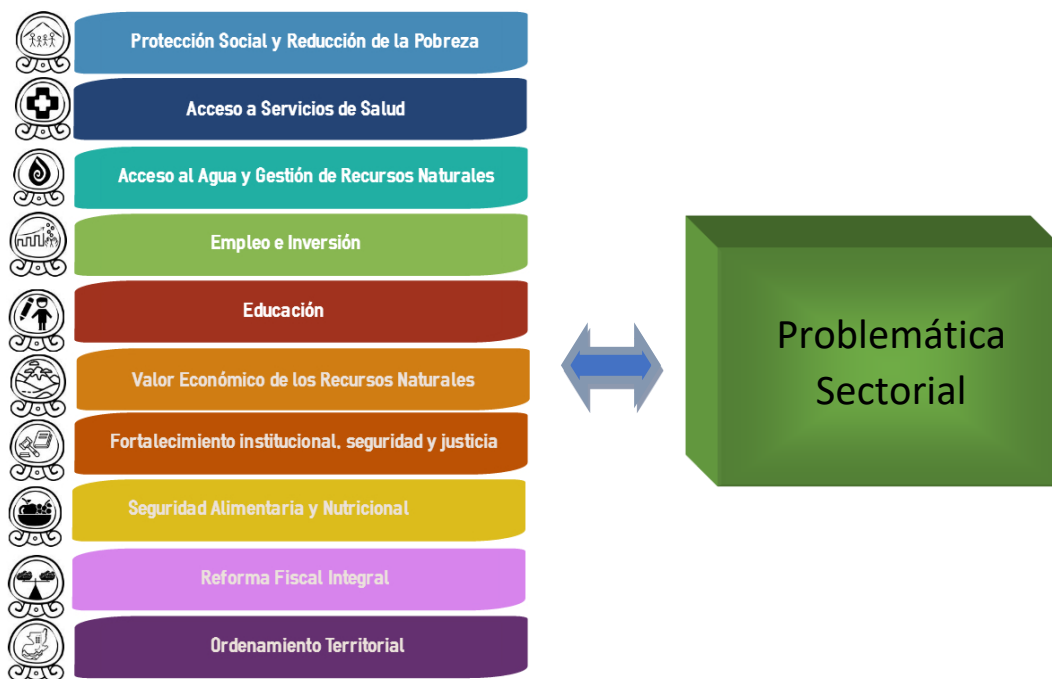 Protección Social y Reducción de la Pobreza
Acceso a Servicios de Salud
Acceso al Agua y Gestión de Recursos Naturales
Empleo e Inversión
Educación
Valor Económico de los Recursos Naturales
Fortalecimiento institucional, seguridad y justicia
Seguridad Alimentaria y Nutricional
Reforma Fiscal Integral
Ordenamiento Territorial
Problemática
Sectorial